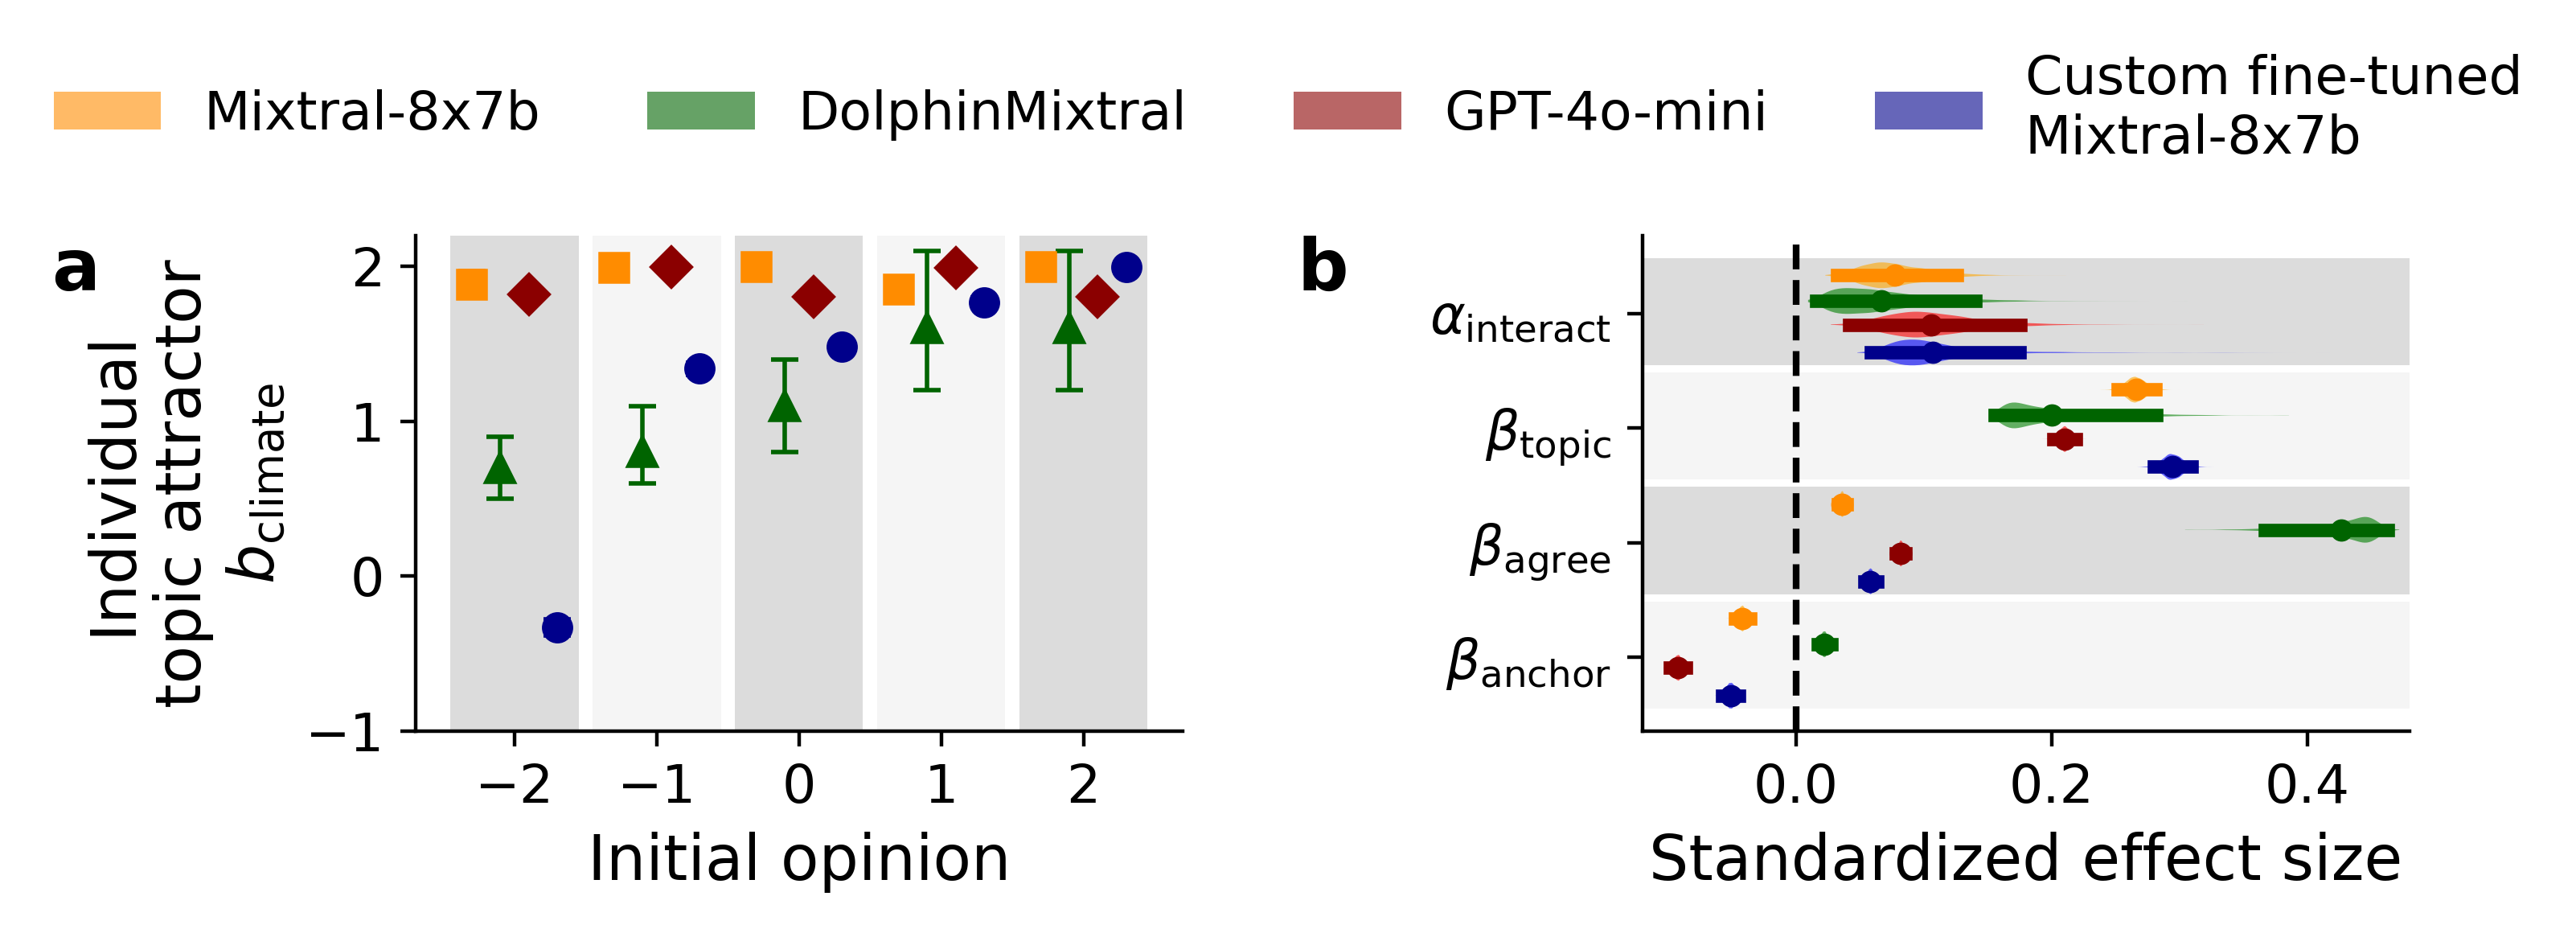 Mixtral-8x7b
DolphinMixtral
GPT-4o-mini
Custom fine-tuned
Mixtral-8x7b
a
Individual
topic attractor
b_climate
2
1
0
−1
−2
−1
0
1
2
Initial opinion
b
α_interact
β_topic
β_agree
β_anchor
0.0
0.2
0.4
Standardized effect size